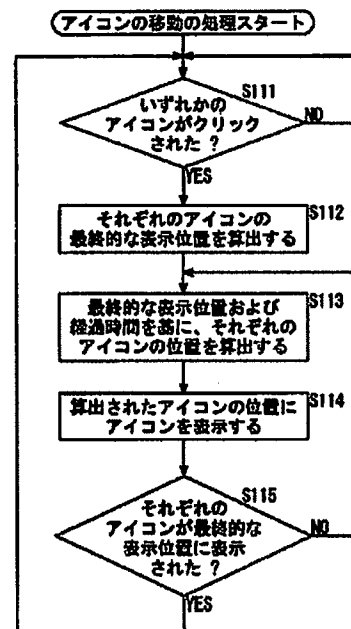 アイコンの移動の処理スタート
S111
いずれかの
アイコンがクリック
された ?
NO
YES
S112
それぞれのアイコンの
最終的な表示位置を算出する
S113
最終的な表示位置および
経過時間を基に、それぞれの
アイコンの位置を算出する
S114
算出されたアイコンの位置に
アイコンを表示する
S115
それぞれの
アイコンが最終的な
表示位置に表示
された ?
NO
YES